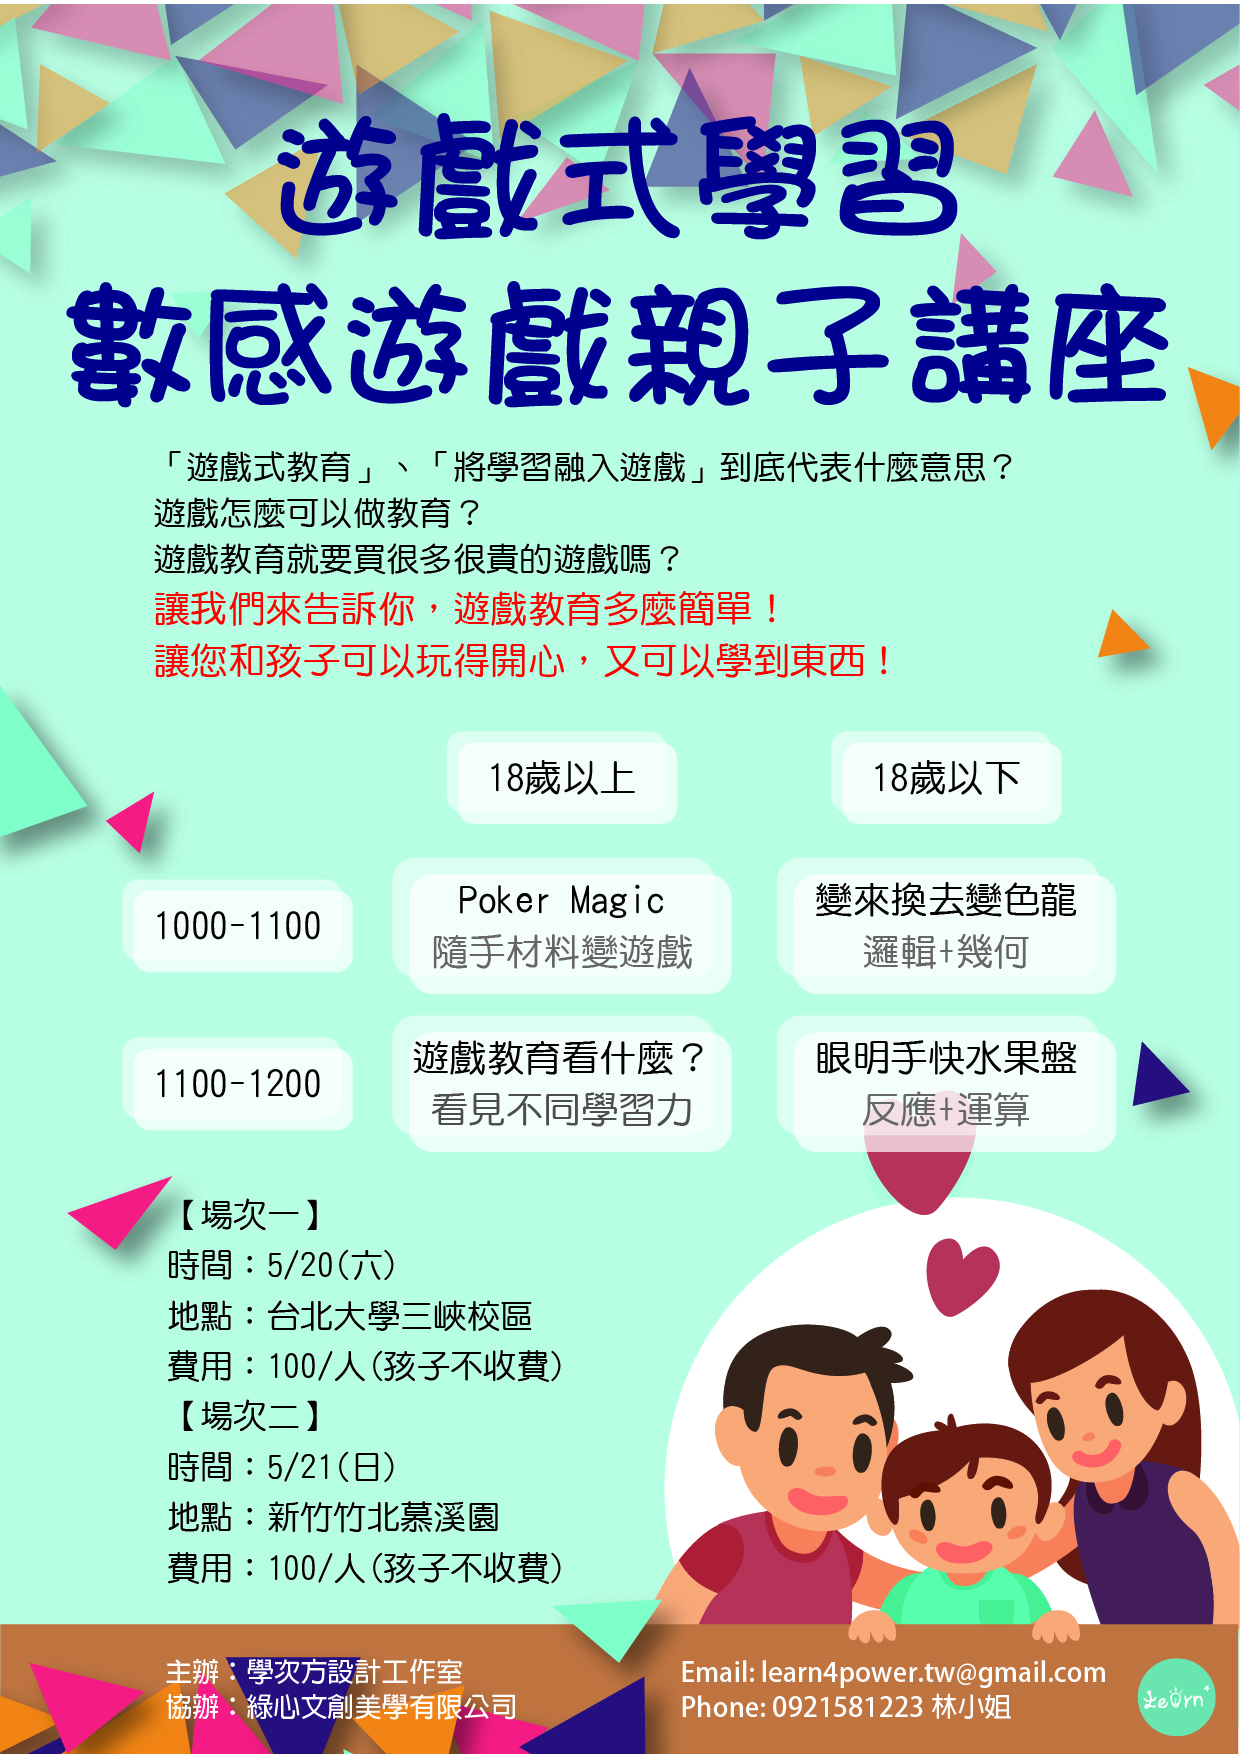 遊戲式學習
數感遊戲親子講座
「遊戲式教育」、「將學習融入遊戲」到底代表什麼意思？
遊戲怎麼可以做教育？
遊戲教育就要買很多很貴的遊戲嗎？
讓我們來告訴你，遊戲教育多麼簡單！
讓您和孩子可以玩得開心，又可以學到東西！
18歲以上
18歲以下
1000-1100
Poker Magic
隨手材料變遊戲
變來換去變色龍
邏輯+幾何
1100-1200
遊戲教育看什麼？
看見不同學習力
眼明手快水果盤
反應+運算
【場次一】
時間：5/20(六)
地點：台北大學三峽校區
費用：100/人(孩子不收費)
【場次二】
時間：5/21(日)
地點：新竹竹北慕溪園
費用：100/人(孩子不收費)
主辦：學次方設計工作室
協辦：綠心文創美學有限公司
Email: learn4power.tw@gmail.com
Phone: 0921581223 林小姐
Learn